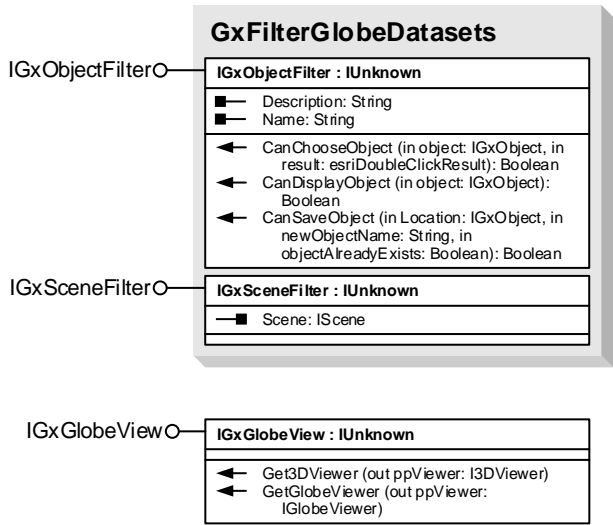 GxFilterGlobeDatasets
IGxObjectFilter
IGxObjectFilter : IUnknown
Description: String
Name: String
CanChooseObject (in object: IGxObject, in
result: esriDoubleClickResult): Boolean
CanDisplayObject (in object: IGxObject):
Boolean
CanSaveObject (in Location: IGxObject, in
newObjectName: String, in
objectAlreadyExists: Boolean): Boolean
IGxSceneFilter
IGxSceneFilter : IUnknown
Scene: IScene
IGxGlobeView
IGxGlobeView : IUnknown
Get3DViewer (out ppViewer: I3DViewer)
GetGlobeViewer (out ppViewer:
IGlobeViewer)